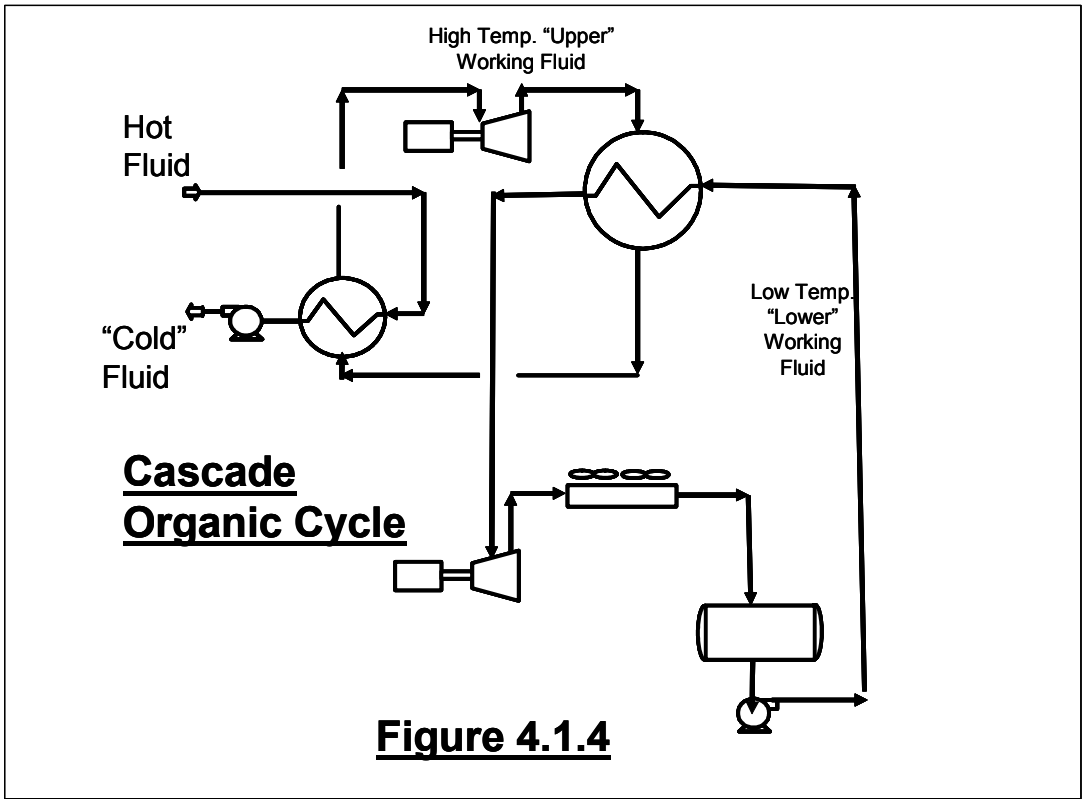 High Temp. “Upper”
Working Fluid
Hot
Fluid
“Cold”
Fluid
Low Temp.
“Lower”
Working
Fluid
Cascade
Organic Cycle
Figure 4.1.4